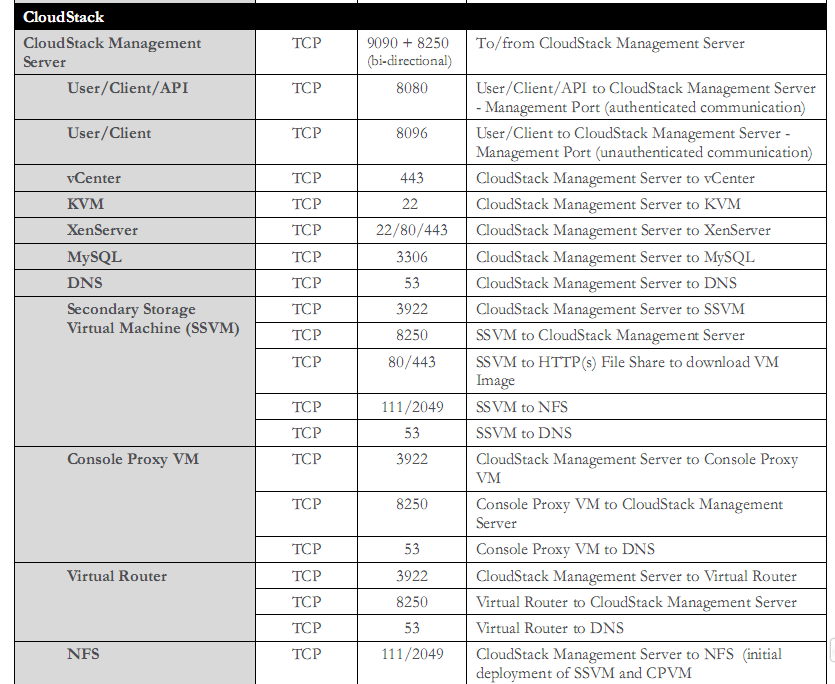 CloudStack
CloudStack Management TCP 9090 + 8250 To/from CloudStack Management Server
Server (bi-directional)
User/Client/API TCP 8080 User/Client/API to CloudStack Management Server
- Management Port (authenticated communication)
User/Client TCP 8096 User/Client to CloudStack Management Server -
Management Port (unauthenticated communication)
vCenter TCP 443 CloudStack Management Server to vCenter
KVM TCP 22 CloudStack Management Server to KVM
XenServer TCP 22/80/443 CloudStack Management Server to XenServer
MySQL TCP 3306 CloudStack Management Server to MySQL
DNS TCP 53 CloudStack Management Server to DNS
Secondary Storage TCP 3922 CloudStack Management Server to SSVM
Virtual Machine (SSVM) TCP 8250 SSVM to CloudStack Management Server
TCP 80/443 SSVM to HTTP(s) File Share to download VM
Image
TCP 111/2049 SSVM to NFS
TCP 53 SSVM to DNS
Console Proxy VM TCP 3922 CloudStack Management Server to Console Proxy
VM
TCP 8250 Console Proxy VM to CloudStack Management
Server
TCP 53 Console Proxy VM to DNS
Virtual Router TCP 3922 CloudStack Management Server to Virtual Router
TCP 8250 Virtual Router to CloudStack Management Server
TCP 53 Virtual Router to DNS
NFS TCP 111/2049 CloudStack Management Server to NFS (initial
deployment of SSVM and CPVM